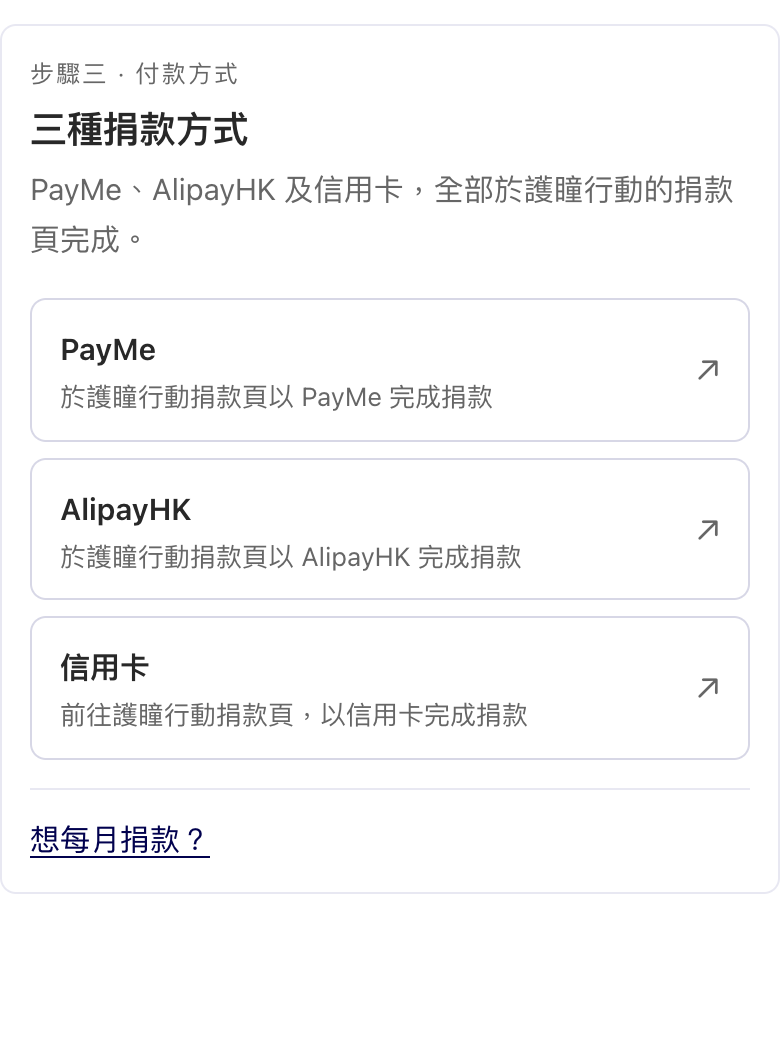 步驟三 · 付款方式
三種捐款方式
PayMe、AlipayHK 及信用卡，全部於護瞳行動的捐款
頁完成。
PayMe
於護瞳行動捐款頁以 PayMe 完成捐款
AlipayHK
於護瞳行動捐款頁以 AlipayHK 完成捐款
信用卡
前往護瞳行動捐款頁，以信用卡完成捐款
想每月捐款？